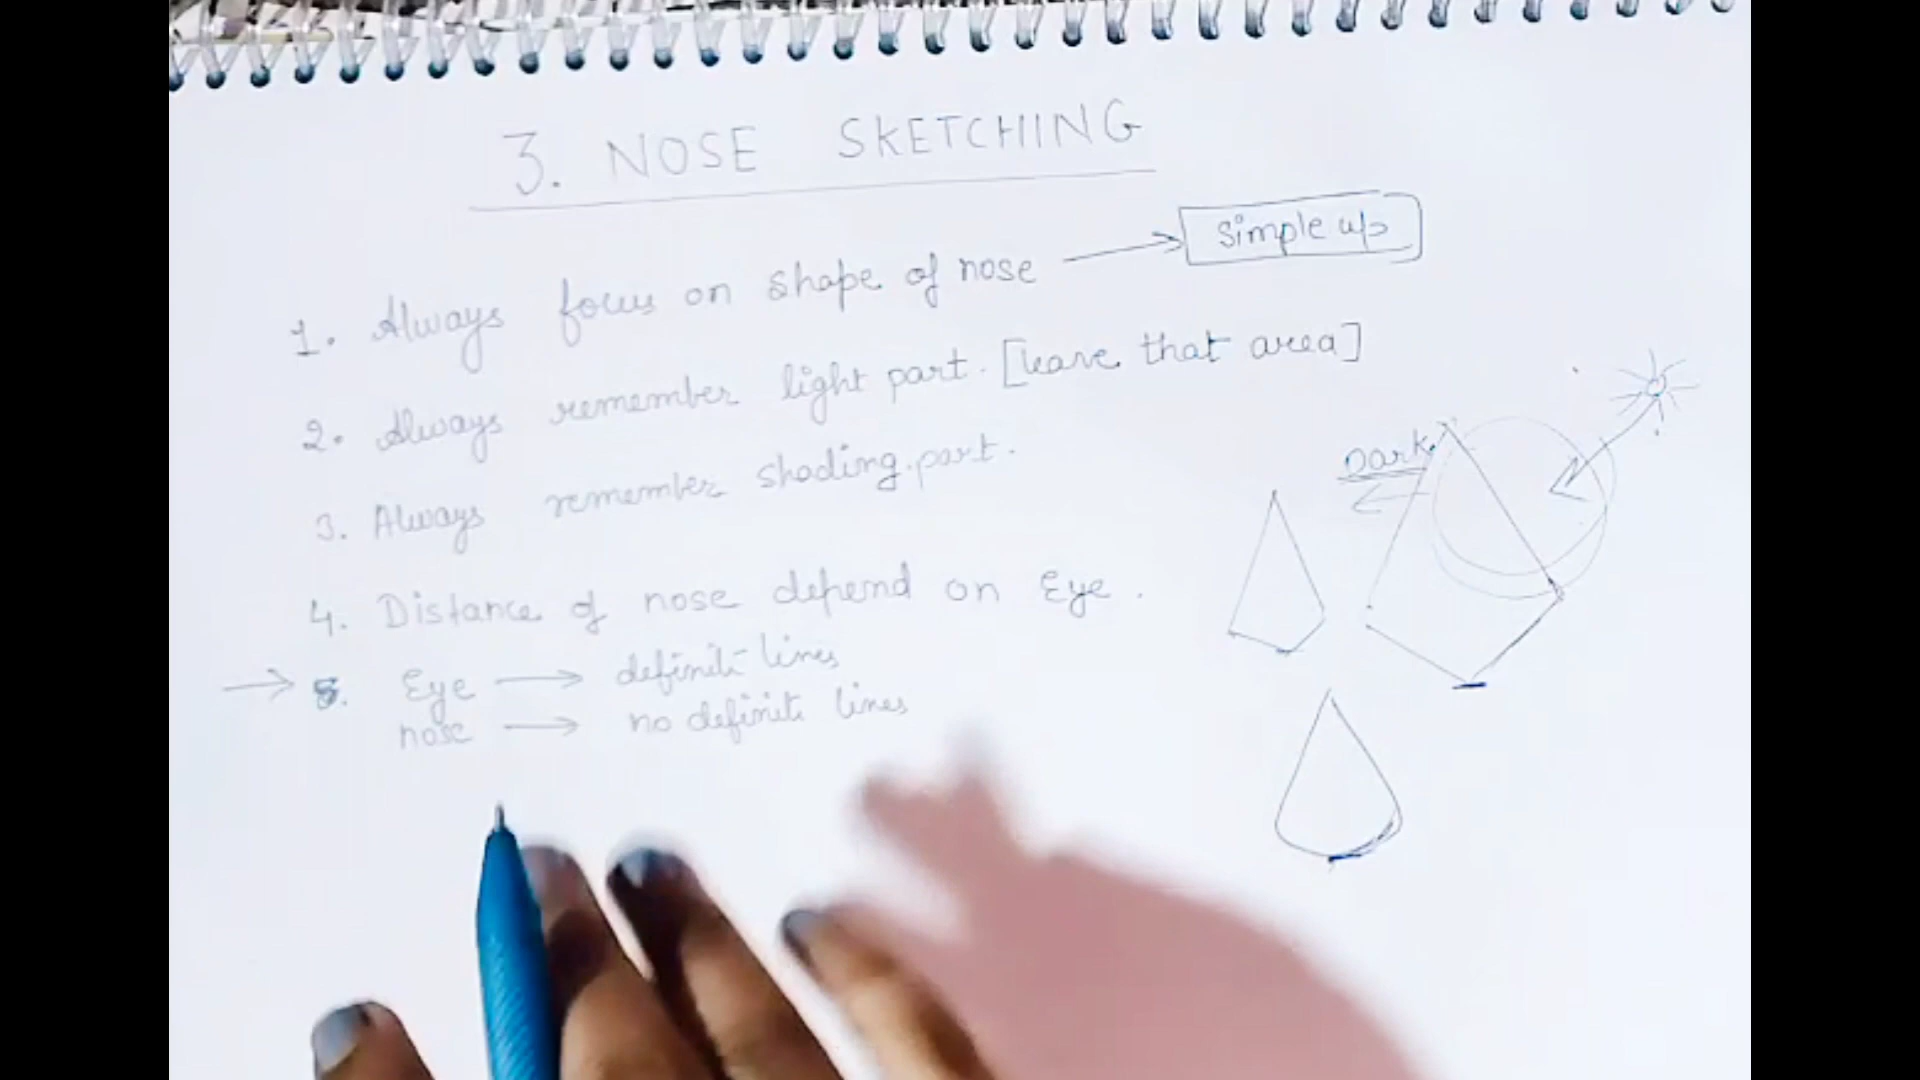 3. NOSE SKETCHING
1. Always focus on shape of nose → simple up
2. Always remember light part. [leave that area]
3. Always remember shading part.
Dark
4. Distance of nose depend on Eye.
→ 5. Eye → definite lines
nose → no definite lines